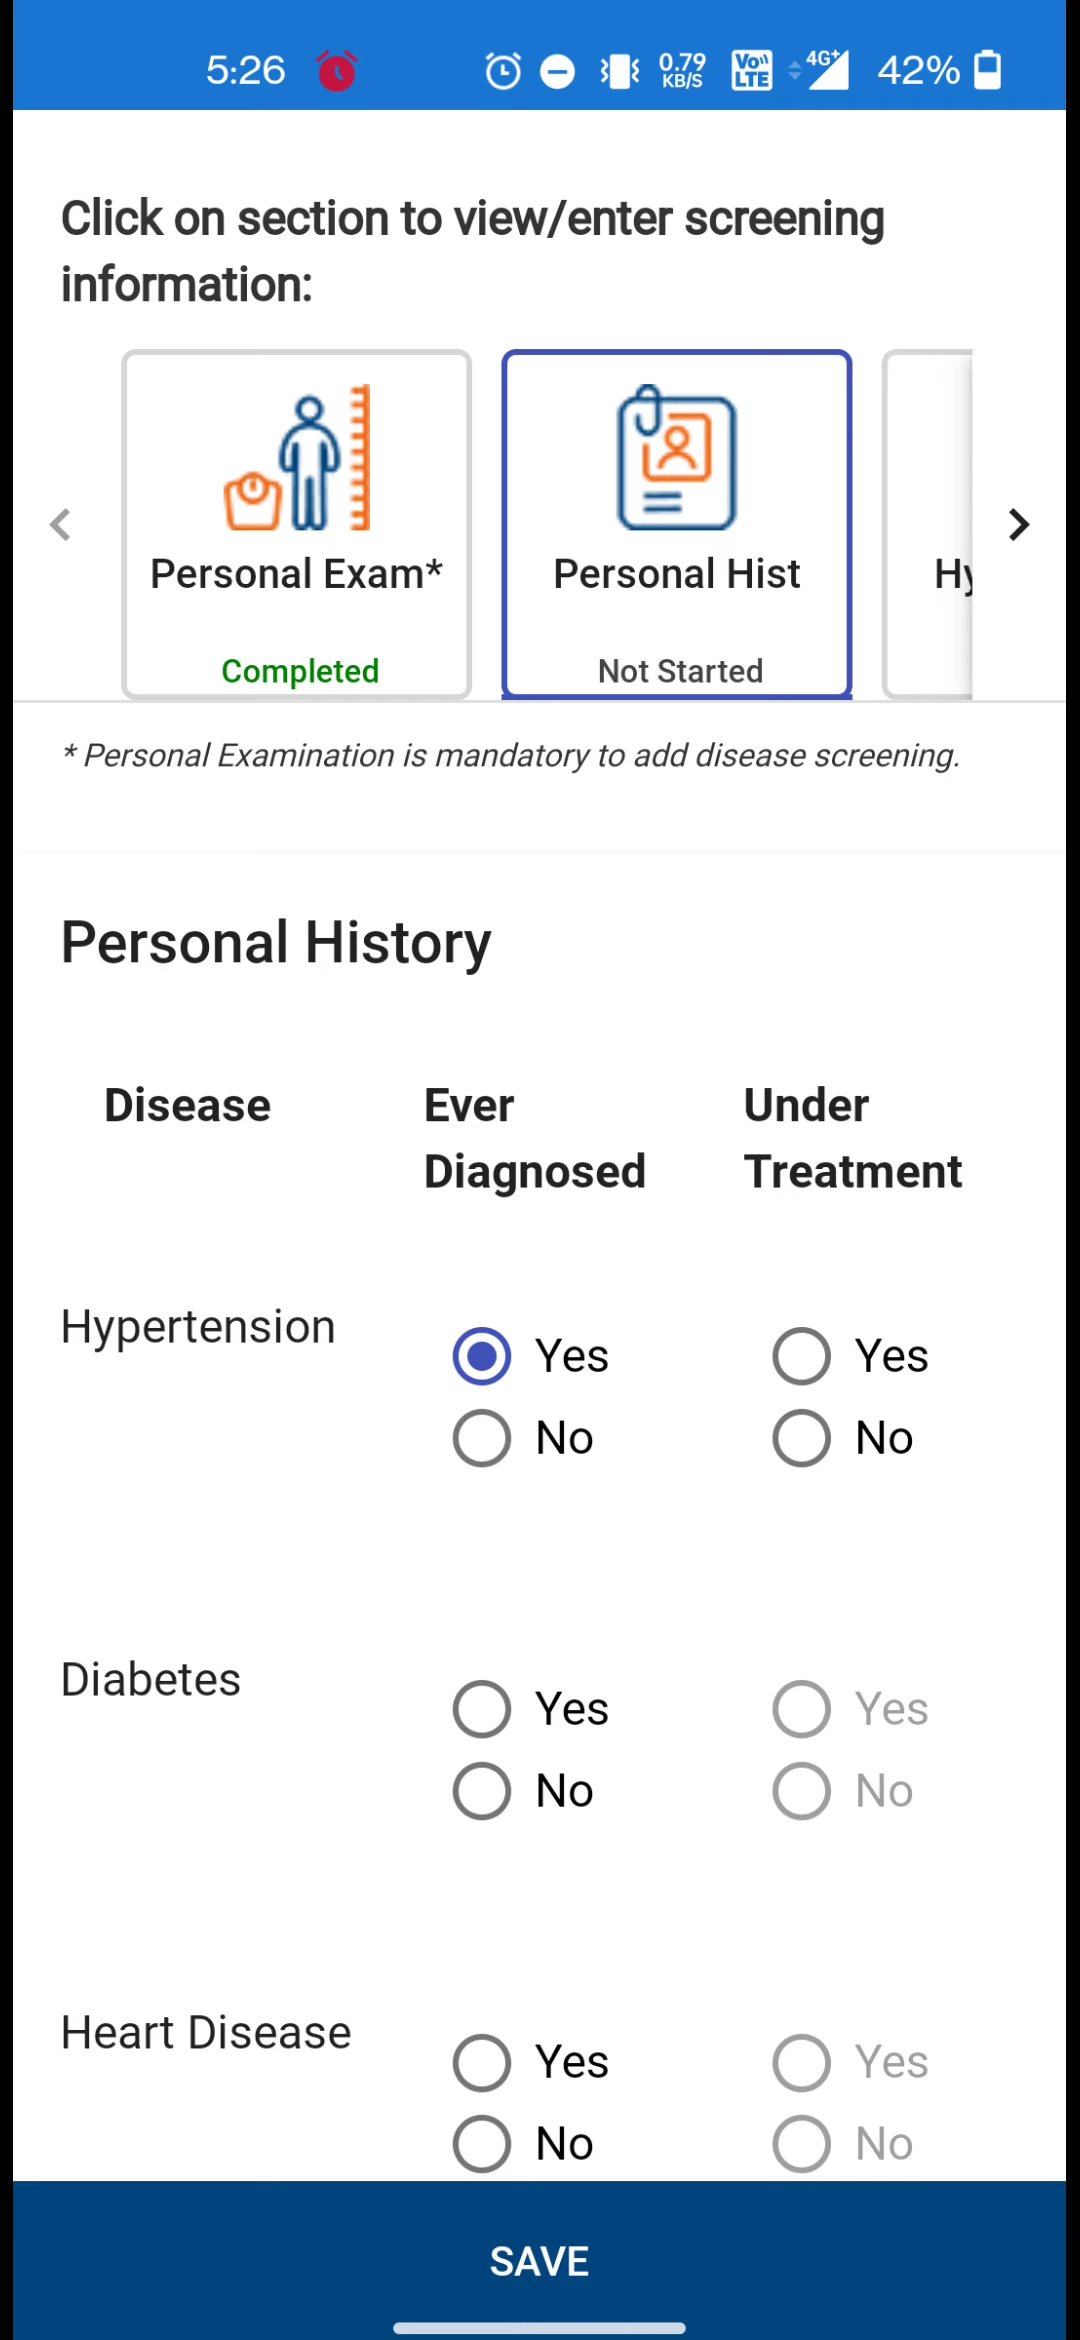 5:26 0.79 KB/S Vo)) LTE 4G+ 42%
Click on section to view/enter screening
information:
Personal Exam* Personal Hist Hy
Completed Not Started
* Personal Examination is mandatory to add disease screening.
Personal History
Disease Ever Diagnosed Under Treatment
Hypertension
Yes Yes
No No
Diabetes
Yes Yes
No No
Heart Disease
Yes Yes
No No
SAVE